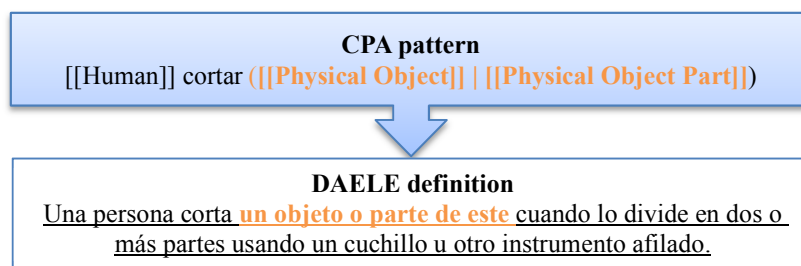 CPA pattern
[[Human]] cortar ([[Physical Object]] | [[Physical Object Part]])
DAELE definition
Una persona corta un objeto o parte de este cuando lo divide en dos o
más partes usando un cuchillo u otro instrumento afilado.